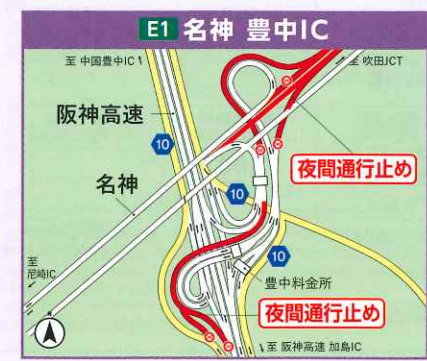 E1 名神 豊中IC
至 中国豊中IC
至 吹田JCT
阪神高速
10
夜間通行止め
名神
10
10
至
尼崎IC
豊中料金所
夜間通行止め
至 阪神高速 加島IC